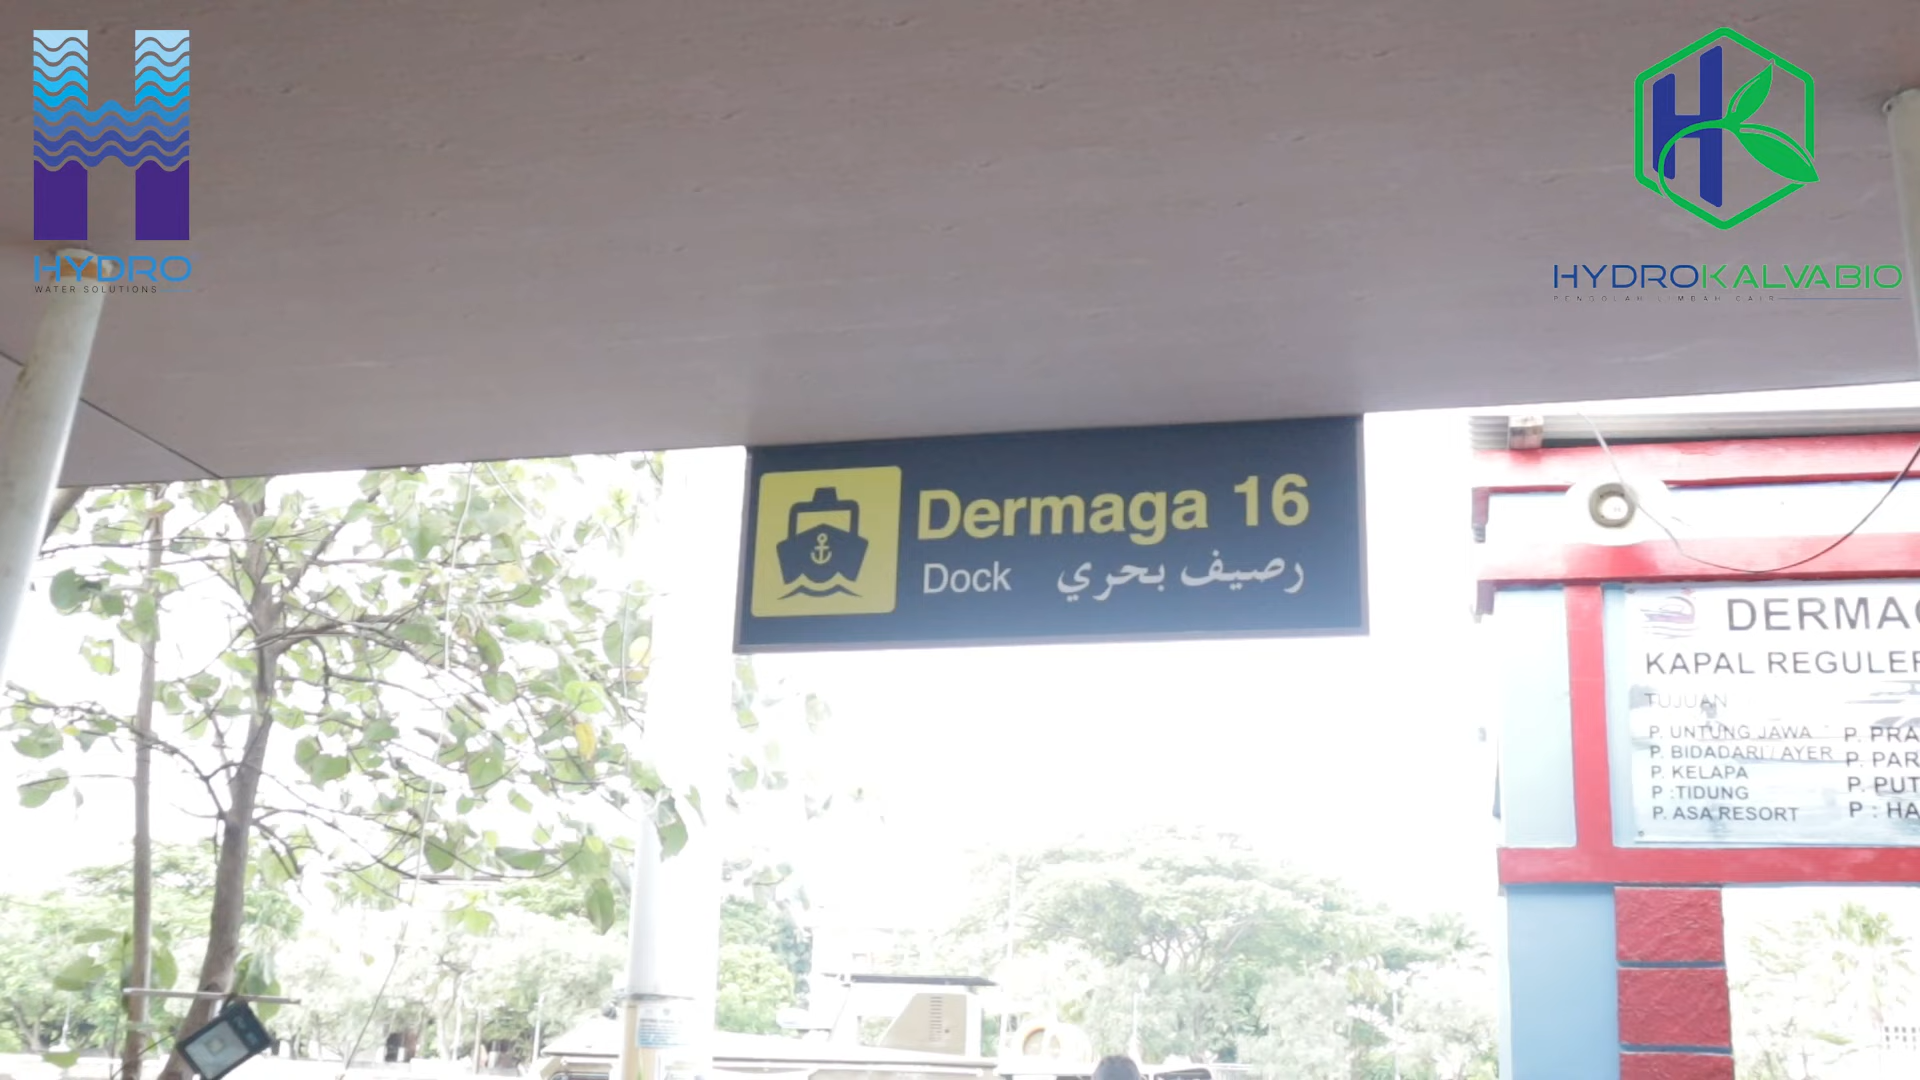 HYDRO
WATER SOLUTIONS
HYDROKALVABIO
PENGOLAH LIMBAH CAIR
Dermaga 16
Dock رصيف بحري
KAPAL REGULER
TUJUAN
P. UNTUNG JAWA
P. BIDADARI / AYER
P. KELAPA
P :TIDUNG
P. ASA RESORT